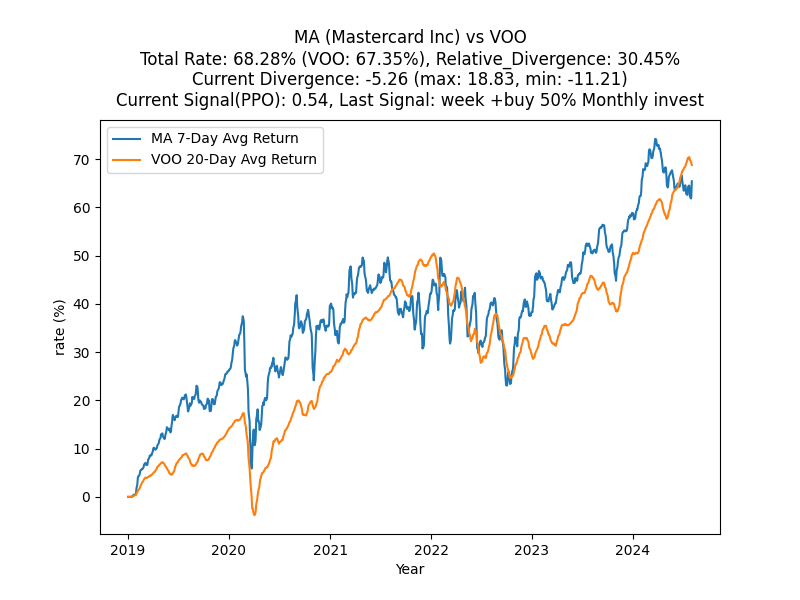 MA (Mastercard Inc) vs VOO
Total Rate: 68.28% (VOO: 67.35%), Relative_Divergence: 30.45%
Current Divergence: -5.26 (max: 18.83, min: -11.21)
Current Signal(PPO): 0.54, Last Signal: week +buy 50% Monthly invest
MA 7-Day Avg Return
VOO 20-Day Avg Return
70
60
50
40
30
20
10
0
rate (%)
2019 2020 2021 2022 2023 2024
Year